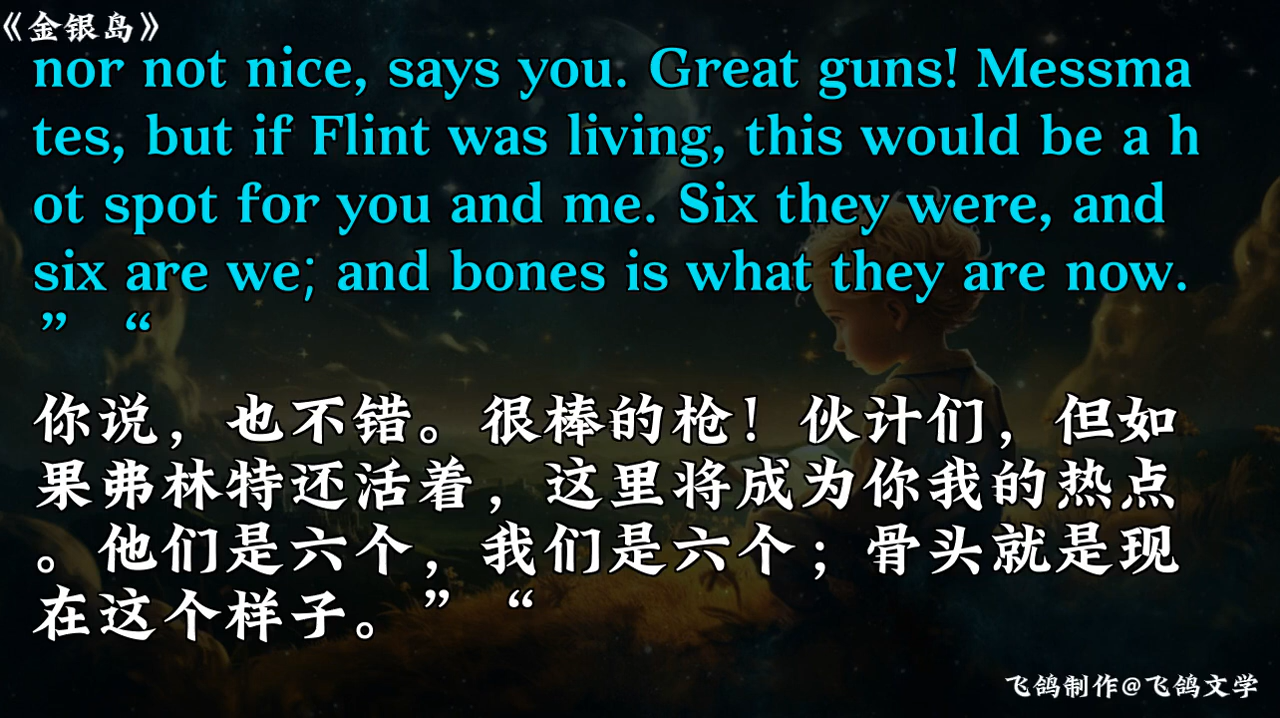 《金银岛》
nor not nice, says you. Great guns! Messma
tes, but if Flint was living, this would be a h
ot spot for you and me. Six they were, and
six are we; and bones is what they are now.
” “
你说，也不错。很棒的枪！伙计们，但如
果弗林特还活着，这里将成为你我的热点
。他们是六个，我们是六个；骨头就是现
在这个样子。” “
飞鸽制作@飞鸽文学